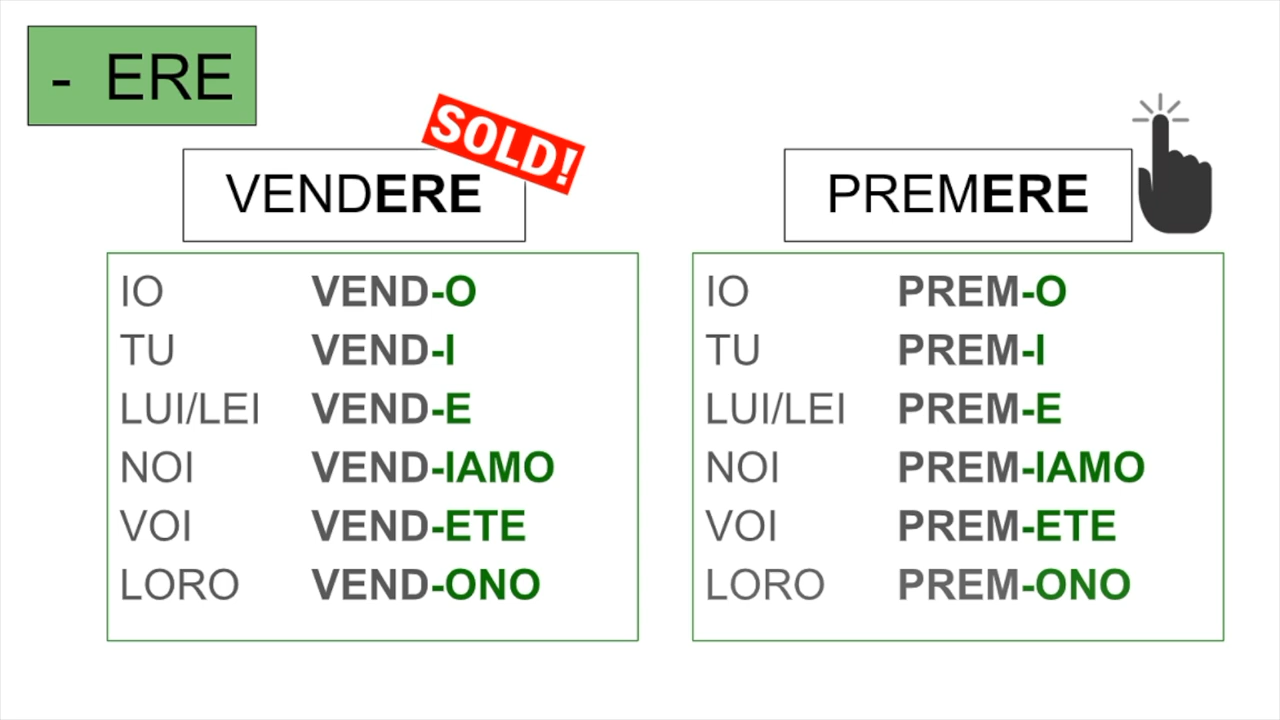 - ERE
SOLD!
VENDERE
IO VEND-O
TU VEND-I
LUI/LEI VEND-E
NOI VEND-IAMO
VOI VEND-ETE
LORO VEND-ONO
PREMERE
IO PREM-O
TU PREM-I
LUI/LEI PREM-E
NOI PREM-IAMO
VOI PREM-ETE
LORO PREM-ONO